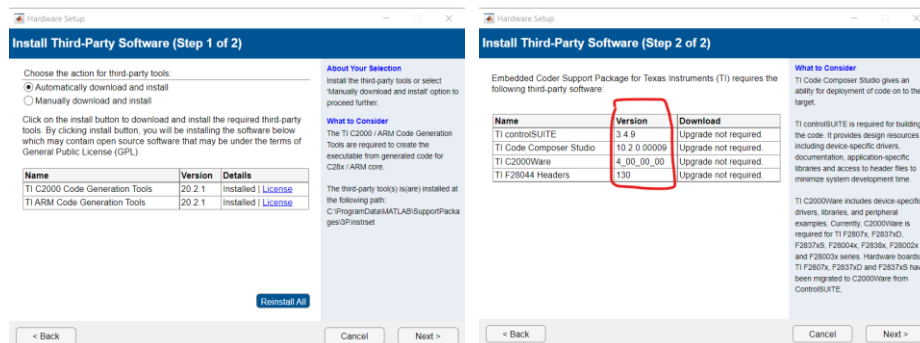 Hardware Setup
Install Third-Party Software (Step 1 of 2)
Choose the action for third-party tools:
Automatically download and install
Manually download and install
Click on the install button to download and install the required third-party
tools. By clicking install button, you will be installing the software below
which may contain open source software that may be under the terms of
General Public License (GPL).
Name Version Details
TI C2000 Code Generation Tools 20.2.1 Installed | License
TI ARM Code Generation Tools 20.2.1 Installed | License
Reinstall All
About Your Selection
Install the third-party tools or select
'Manually download and install' option to
proceed further.
What to Consider
The TI C2000 / ARM Code Generation
Tools are required to create the
executable from generated code for
C28x / ARM core.
The third-party tool(s) is(are) installed at
the following path:
C:\ProgramData\MATLAB\SupportPacka
ges\3P.instrset
< Back
Cancel
Next >
Hardware Setup
Install Third-Party Software (Step 2 of 2)
Embedded Coder Support Package for Texas Instruments (TI) requires the
following third-party software:
Name Version Download
TI controlSUITE 3.4.9 Upgrade not required.
TI Code Composer Studio 10.2.0.00009 Upgrade not required.
TI C2000Ware 4_00_00_00 Upgrade not required.
TI F28044 Headers 130 Upgrade not required.
What to Consider
TI Code Composer Studio gives an
ability for deployment of code on to the
target.
TI controlSUITE is required for building
the code. It provides design resources
including device-specific drivers,
documentation, application-specific
libraries and access to header files to
minimize system development time.
TI C2000Ware includes device-specific
drivers, libraries, and peripheral
examples. Currently, C2000Ware is
required for TI F2807x, F2837xD,
F2837xS, F28004x, F2838x, F28002x
and F28003x series. Hardware boards
TI F2807x, F2837xD and F2837xS hav
been migrated to C2000Ware from
ControlSUITE.
< Back
Cancel
Next >